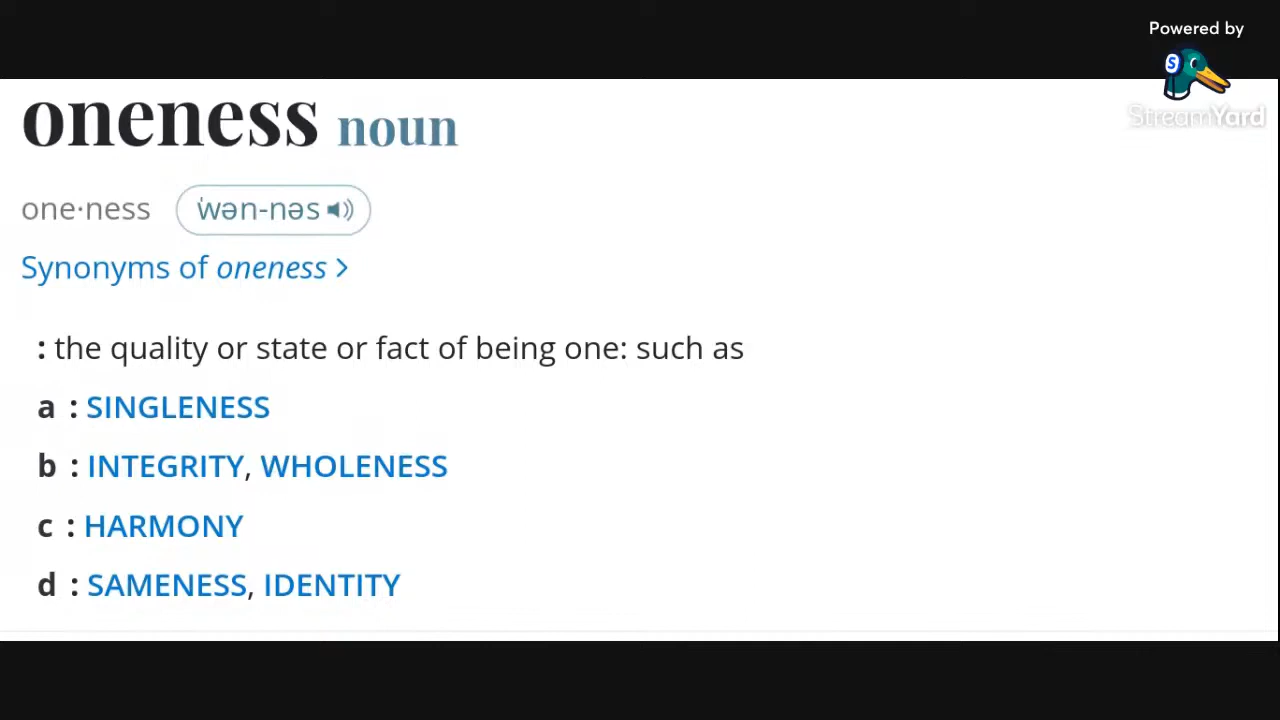 Powered by
S
StreamYard
oneness noun
one·ness ˈwən-nəs
Synonyms of oneness >
: the quality or state or fact of being one: such as
a : SINGLENESS
b : INTEGRITY, WHOLENESS
c : HARMONY
d : SAMENESS, IDENTITY